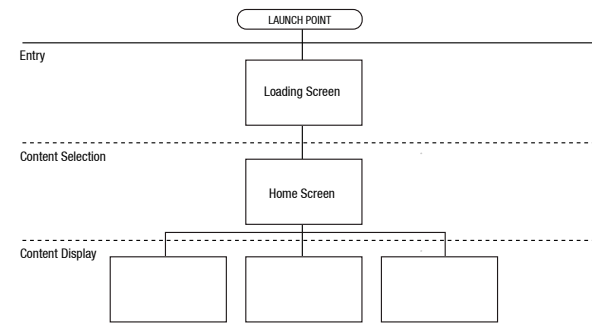 LAUNCH POINT
Entry
Loading Screen
Content Selection
Home Screen
Content Display